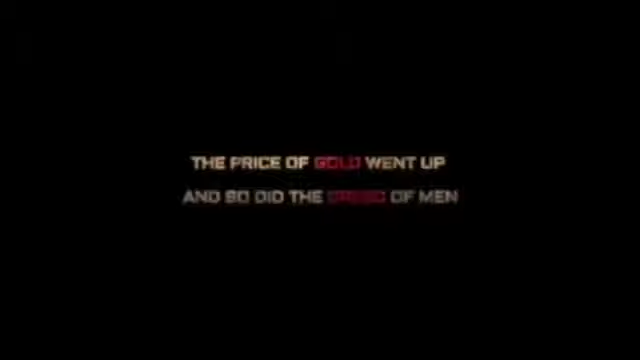 THE PRICE OF GOLD WENT UP
AND SO DID THE GREED OF MEN